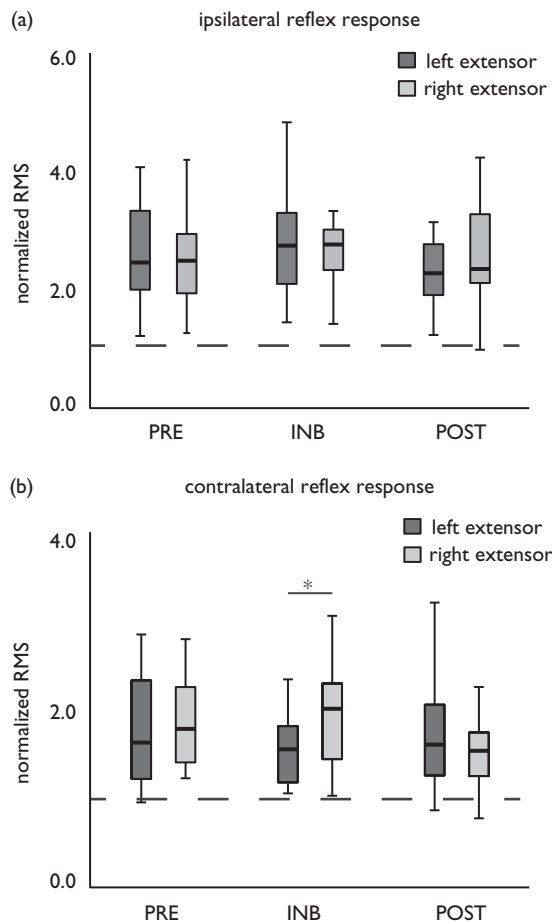 (a) ipsilateral reflex response
6.0
left extensor
right extensor
4.0
normalized RMS
2.0
0.0
PRE INB POST
(b) contralateral reflex response
4.0
left extensor
right extensor
*
normalized RMS
2.0
0.0
PRE INB POST